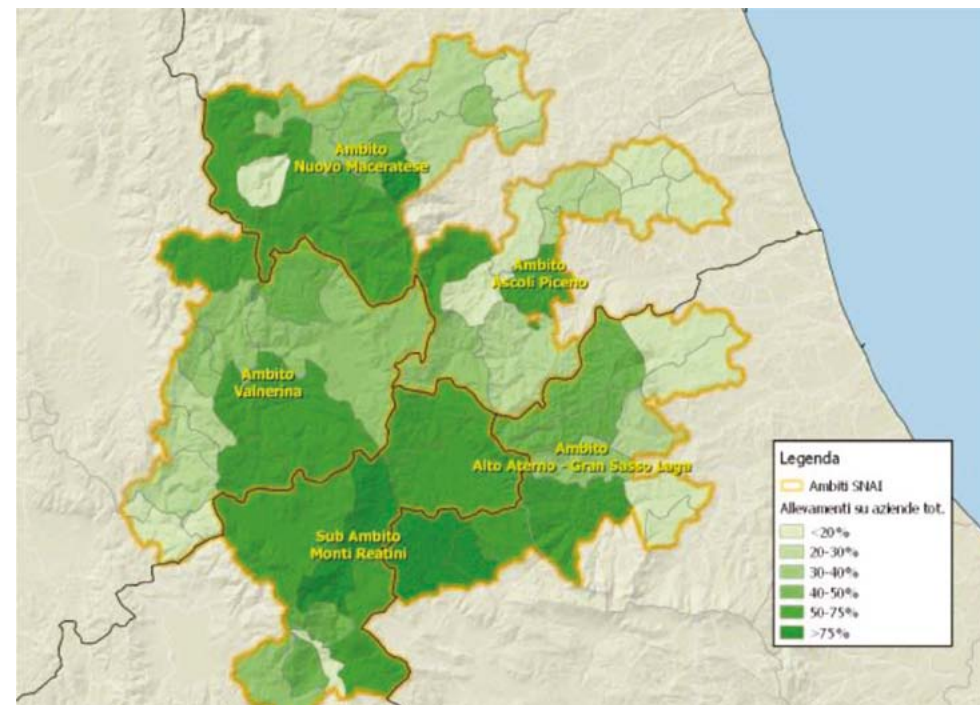 Ambito
Nuovo Maceratese
Ambito
Ascoli Piceno
Ambito
Valnerina
Ambito
Alto Aterno - Gran Sasso Laga
Sub Ambito
Monti Reatini
Legenda
Ambiti SNAI
Allevamenti su aziende tot.
<20%
20-30%
30-40%
40-50%
50-75%
>75%